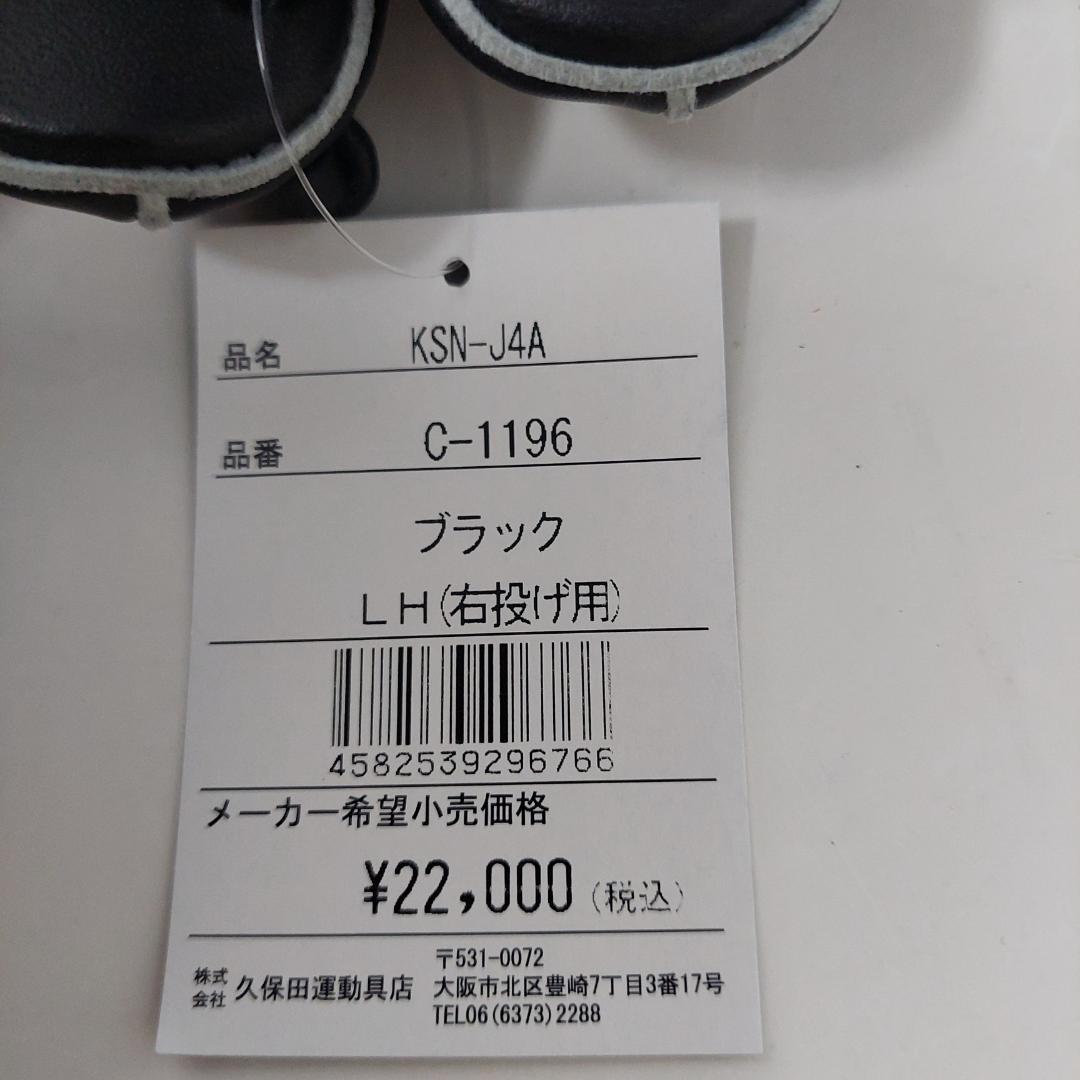 品名 KSN-J4A
品番 C-1196
ブラック
LH(右投げ用)
4582539296766
メーカー希望小売価格
¥22,000(税込)
株式会社 久保田運動具店
〒531-0072
大阪市北区豊崎7丁目3番17号
TEL06(6373)2288